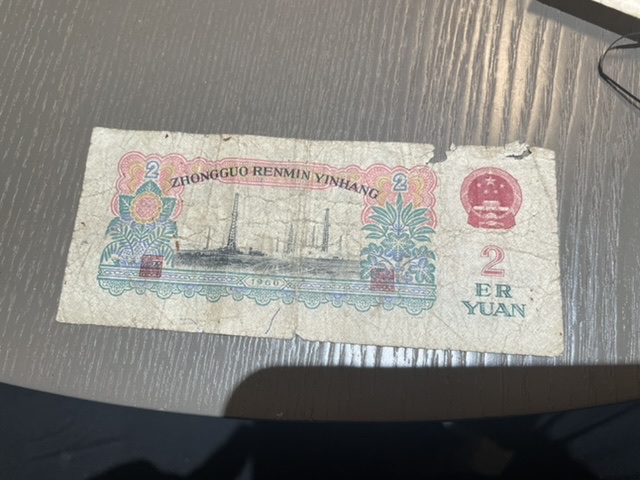 2
ZHONGGUO RENMIN YINHANG
2
1960
2
ER
YUAN